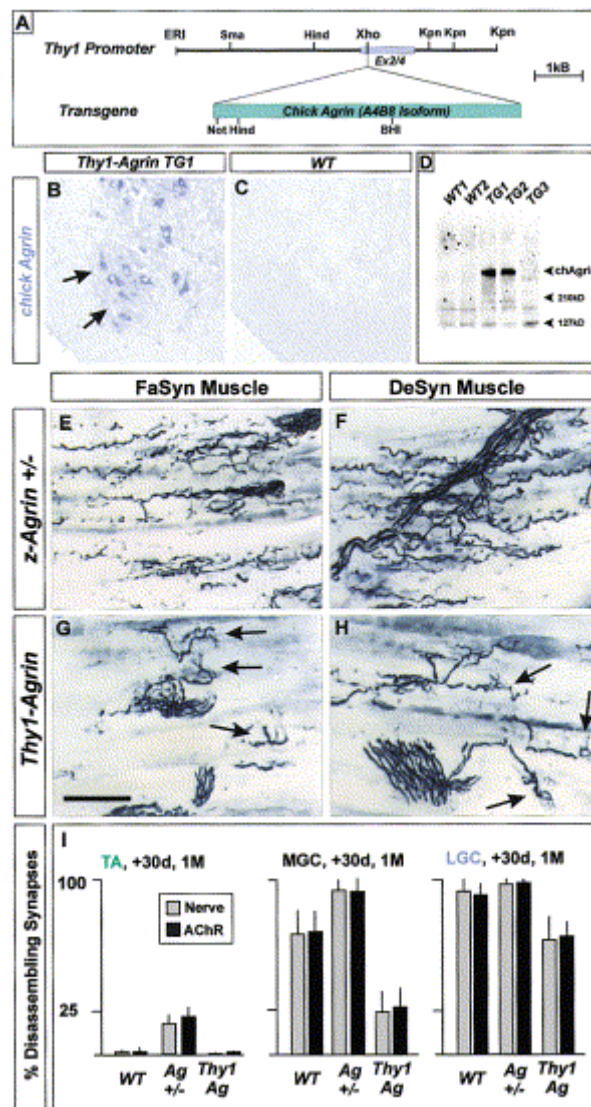 A
ERI Sma Hind Xho Kpn Kpn Kpn
Thy1 Promoter
Ex2/4
1kB
Transgene
Chick Agrin (A4B8 Isoform)
Not Hind BHI
Thy1-Agrin TG1 WT
B C D
WT1 WT2 TG1 TG2 TG3
chick Agrin
chAgrin
210kD
127kD
FaSyn Muscle DeSyn Muscle
z-Agrin +/-
E F
Thy1-Agrin
G H
I
% Disassembling Synapses
TA, +30d, 1M MGC, +30d, 1M LGC, +30d, 1M
100
Nerve
AChR
25
WT Ag +/- Thy1 Ag WT Ag +/- Thy1 Ag WT Ag +/- Thy1 Ag